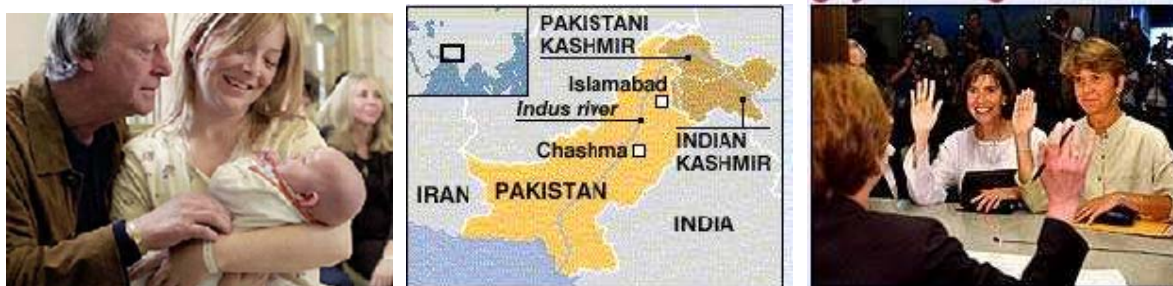 PAKISTANI
KASHMIR
Islamabad
Indus river
Chashma
INDIAN
KASHMIR
IRAN
PAKISTAN
INDIA